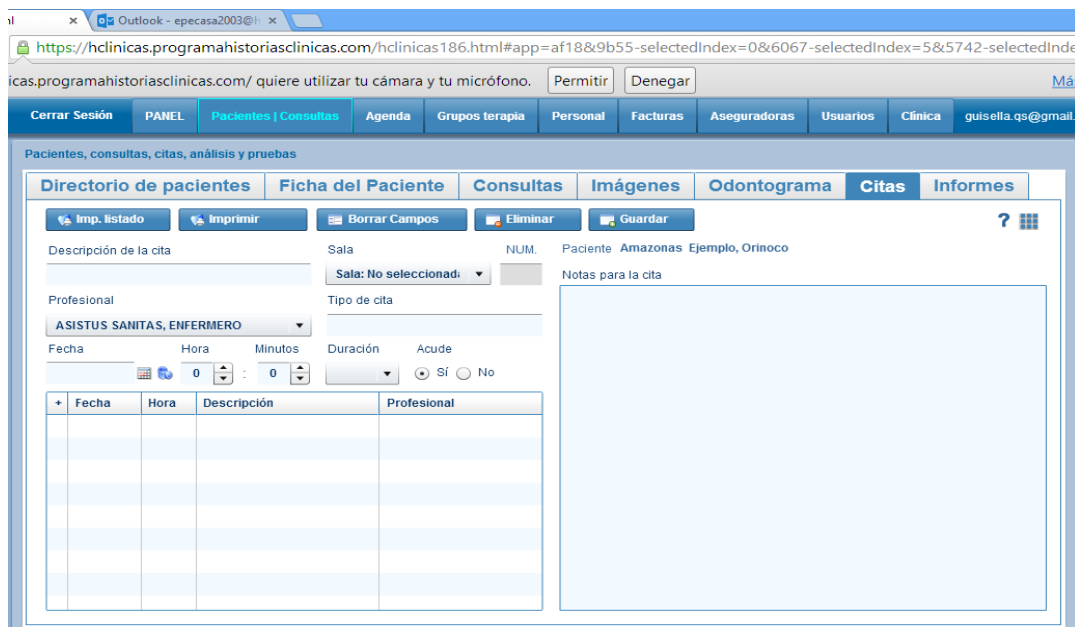 Outlook - epecasa2003@h
https://hclinicas.programahistoriasclinicas.com/hclinicas186.html#app=af18&9b55-selectedIndex=0&6067-selectedIndex=5&5742-selectedInde
icas.programahistoriasclinicas.com/ quiere utilizar tu cámara y tu micrófono. Permitir Denegar Má
Cerrar Sesión PANEL Pacientes | Consultas Agenda Grupos terapia Personal Facturas Aseguradoras Usuarios Clínica guisella.qs@gmail.
Pacientes, consultas, citas, análisis y pruebas
Directorio de pacientes Ficha del Paciente Consultas Imágenes Odontograma Citas Informes
Imp. listado Imprimir Borrar Campos Eliminar Guardar ?
Descripción de la cita Sala NUM. Paciente Amazonas Ejemplo, Orinoco
Sala: No seleccionada Notas para la cita
Profesional Tipo de cita
ASISTUS SANITAS, ENFERMERO
Fecha Hora Minutos Duración Acude
0 : 0 Sí No
+ Fecha Hora Descripción Profesional